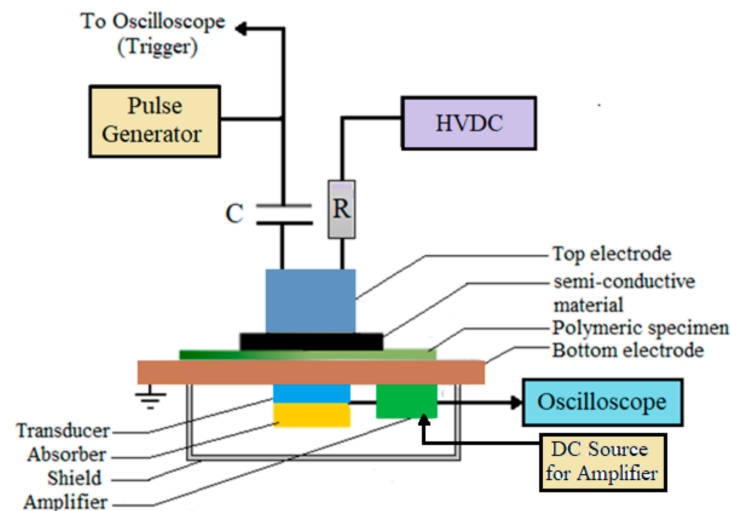 To Oscilloscope
(Trigger)
Pulse
Generator
HVDC
C
R
Top electrode
semi-conductive
material
Polymeric specimen
Bottom electrode
Oscilloscope
Transducer
Absorber
Shield
Amplifier
DC Source
for Amplifier